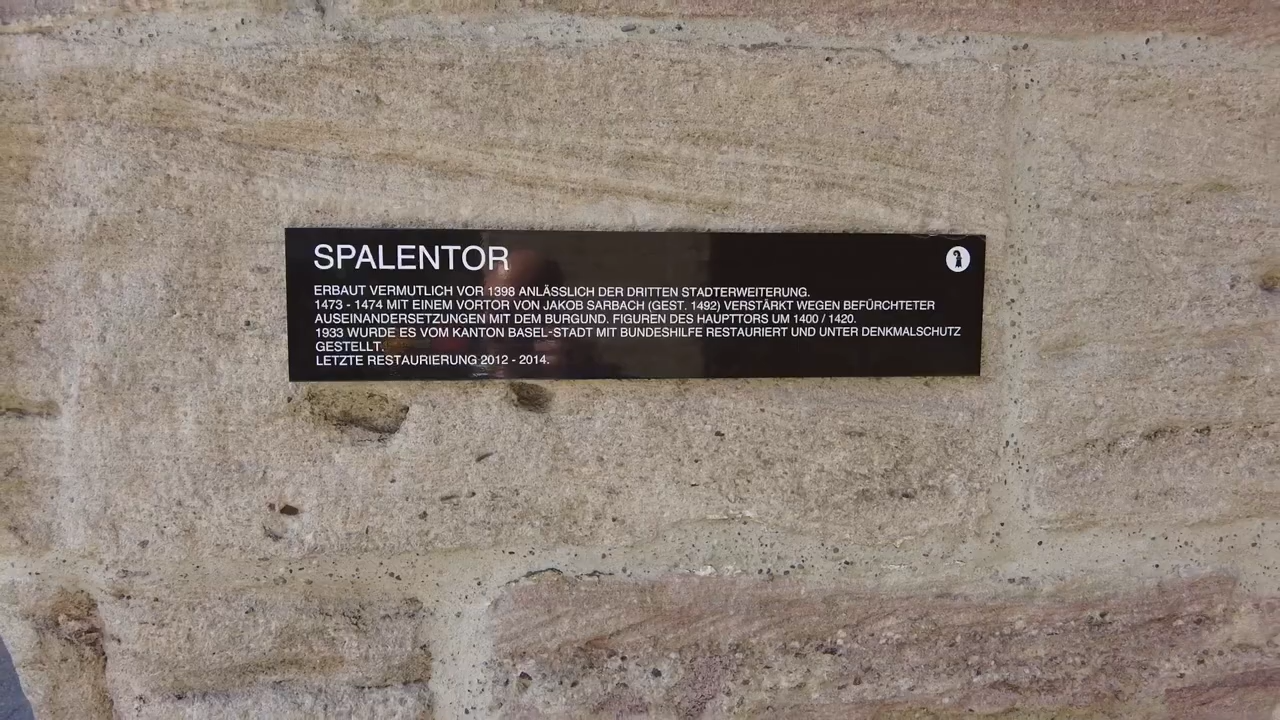 SPALENTOR
ERBAUT VERMUTLICH VOR 1398 ANLÄSSLICH DER DRITTEN STADTERWEITERUNG.
1473 - 1474 MIT EINEM VORTOR VON JAKOB SARBACH (GEST. 1492) VERSTÄRKT WEGEN BEFÜRCHTETER
AUSEINANDERSETZUNGEN MIT DEM BURGUND. FIGUREN DES HAUPTTORS UM 1400 / 1420.
1933 WURDE ES VOM KANTON BASEL-STADT MIT BUNDESHILFE RESTAURIERT UND UNTER DENKMALSCHUTZ
GESTELLT.
LETZTE RESTAURIERUNG 2012 - 2014.